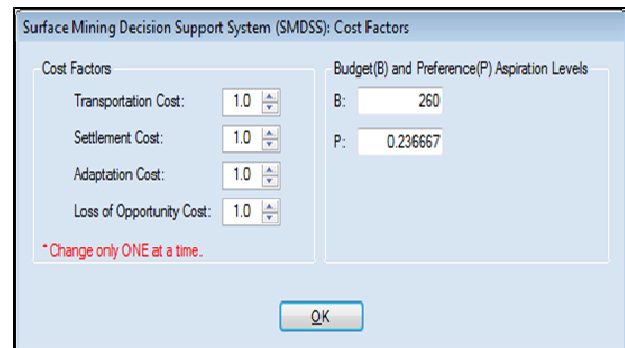 Surface Mining Decision Support System (SMDSS): Cost Factors
Cost Factors
Transportation Cost: 1.0
Settlement Cost: 1.0
Adaptation Cost: 1.0
Loss of Opportunity Cost: 1.0
*Change only ONE at a time..
Budget(B) and Preference(P) Aspiration Levels
B: 260
P: 0.236667
OK